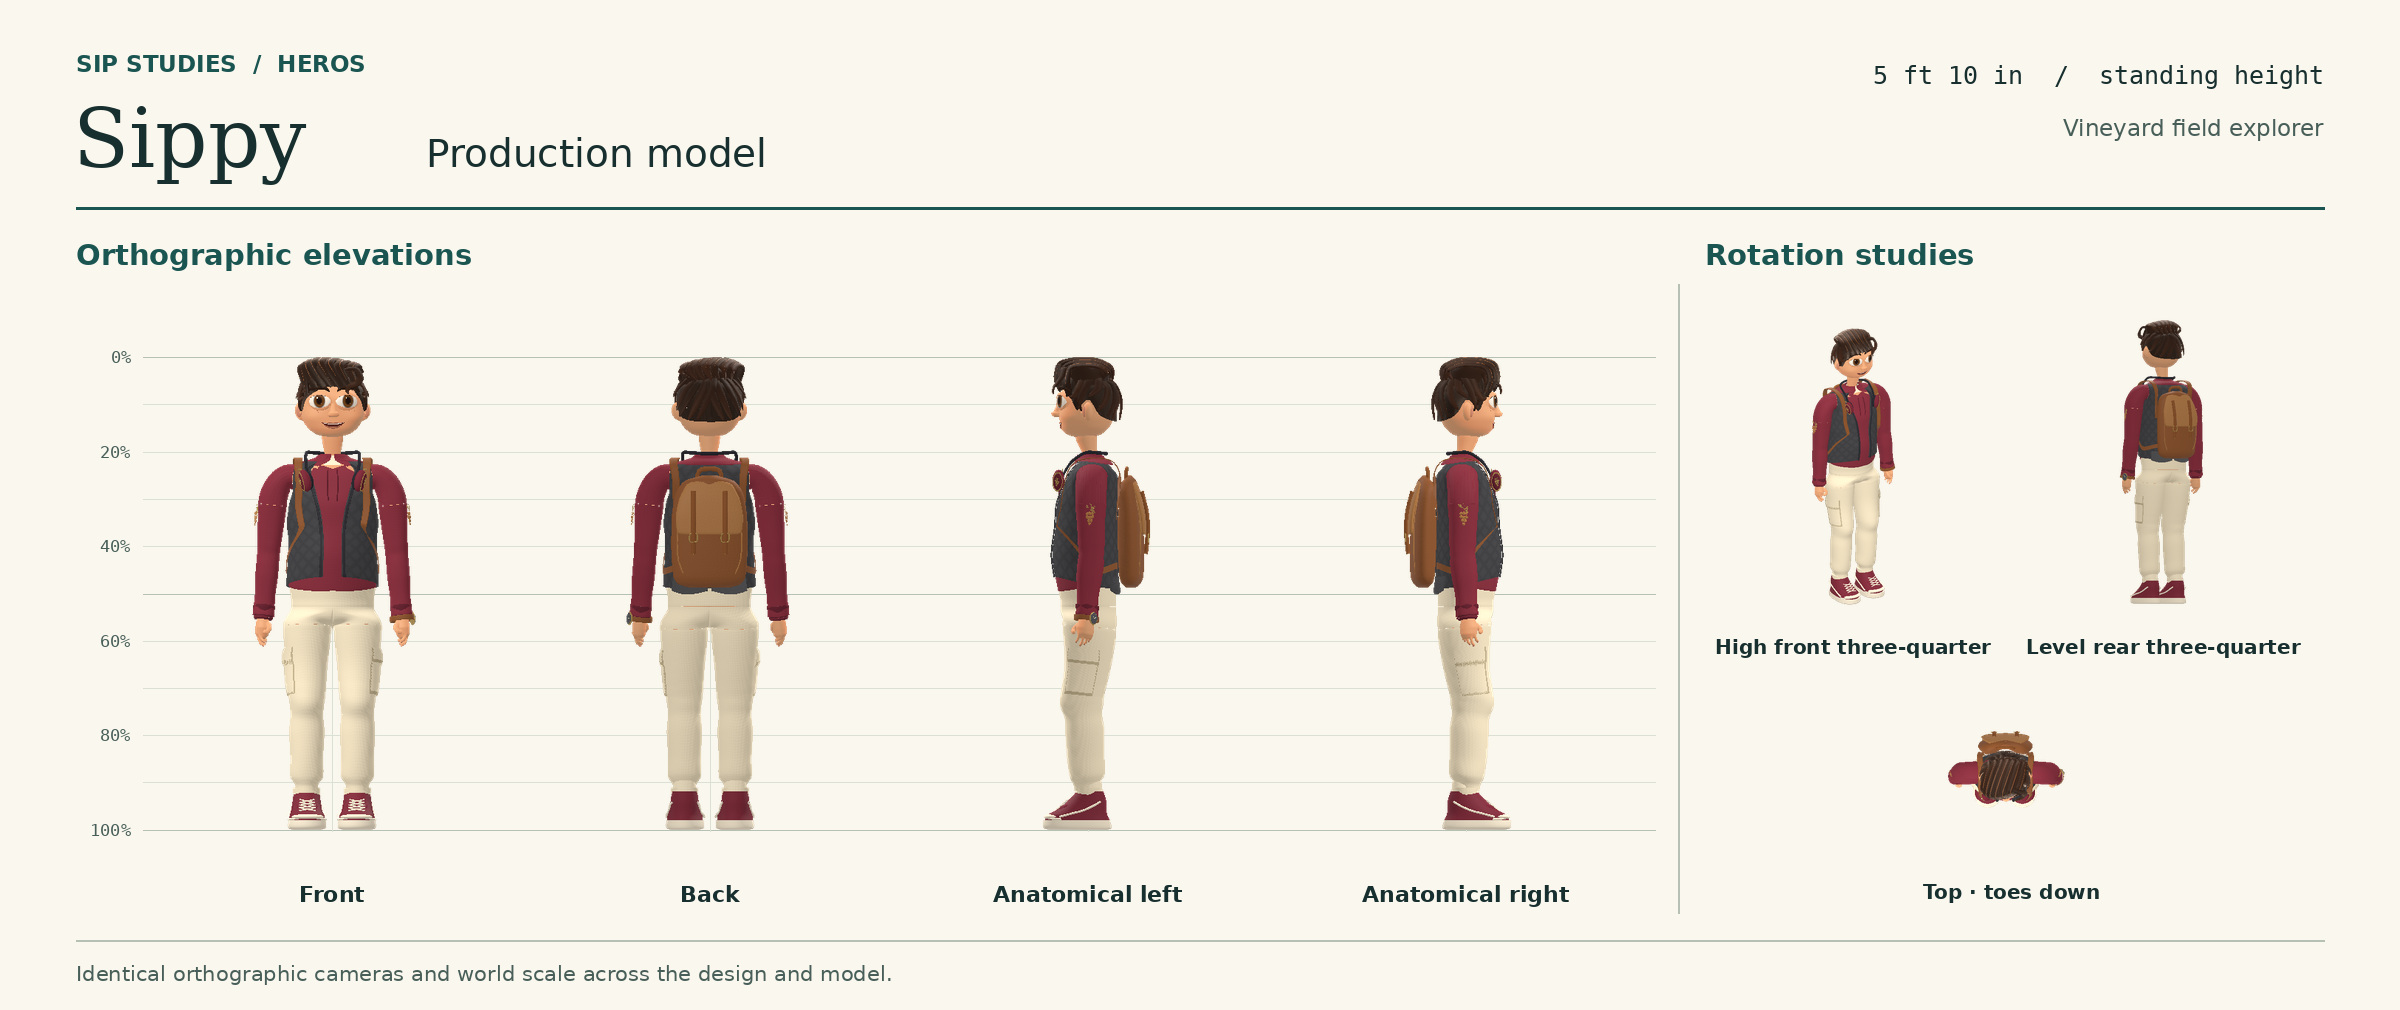 SIP STUDIES / HEROS
5 ft 10 in / standing height
Sippy
Production model
Vineyard field explorer
Orthographic elevations
Rotation studies
0%
20%
40%
60%
80%
100%
High front three-quarter
Level rear three-quarter
Front
Back
Anatomical left
Anatomical right
Top · toes down
Identical orthographic cameras and world scale across the design and model.